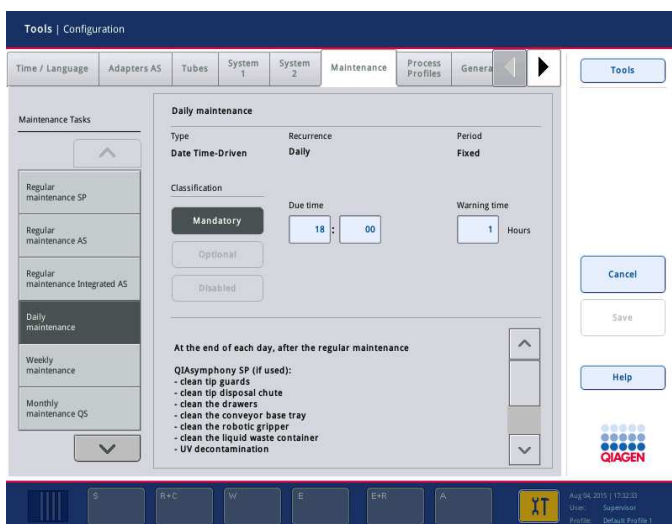 Tools | Configuration
Time / Language
Adapters AS
Tubes
System
1
System
2
Maintenance
Process
Profiles
Genera
Tools
Maintenance Tasks
Regular
maintenance SP
Regular
maintenance AS
Regular
maintenance Integrated AS
Daily
maintenance
Weekly
maintenance
Monthly
maintenance QS
Daily maintenance
Type
Recurrence
Period
Date Time-Driven
Daily
Fixed
Classification
Mandatory
Optional
Disabled
Due time
18 : 00
Warning time
1 Hours
At the end of each day, after the regular maintenance
QIAsymphony SP (if used):
- clean tip guards
- clean tip disposal chute
- clean the drawers
- clean the conveyor base tray
- clean the robotic gripper
- clean the liquid waste container
- UV decontamination
Cancel
Save
Help
QIAGEN
S
R+C
W
E
E+R
A
Aug 04, 2015 | 17:32:33
User: Supervisor
Profile: Default Profile 1